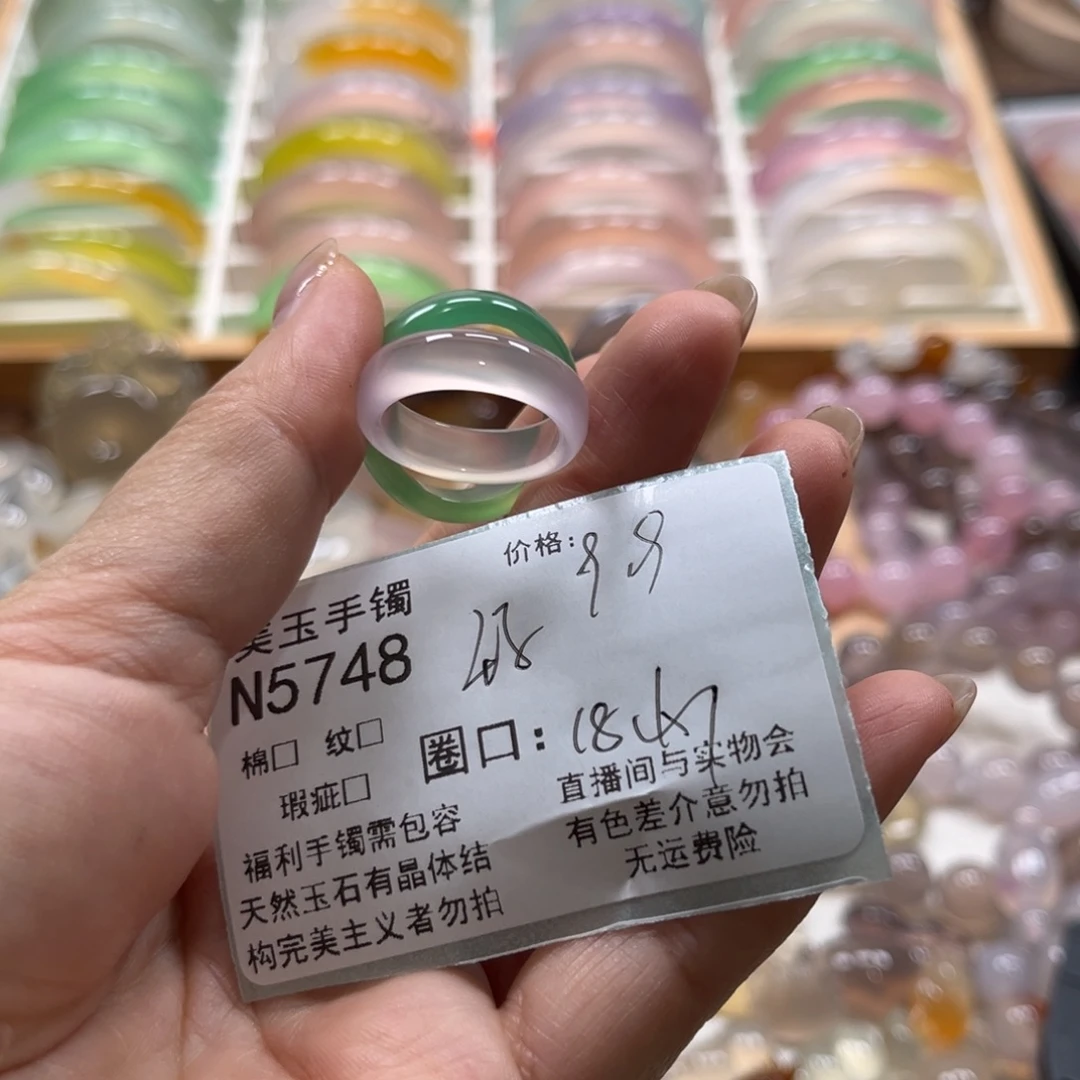 价格: 99
美玉手镯
N5748
棉□ 纹□
圈口: 18
瑕疵□
福利手镯需包容
天然玉石有晶体结
构完美主义者勿拍
直播间与实物会
有色差介意勿拍
无运费险